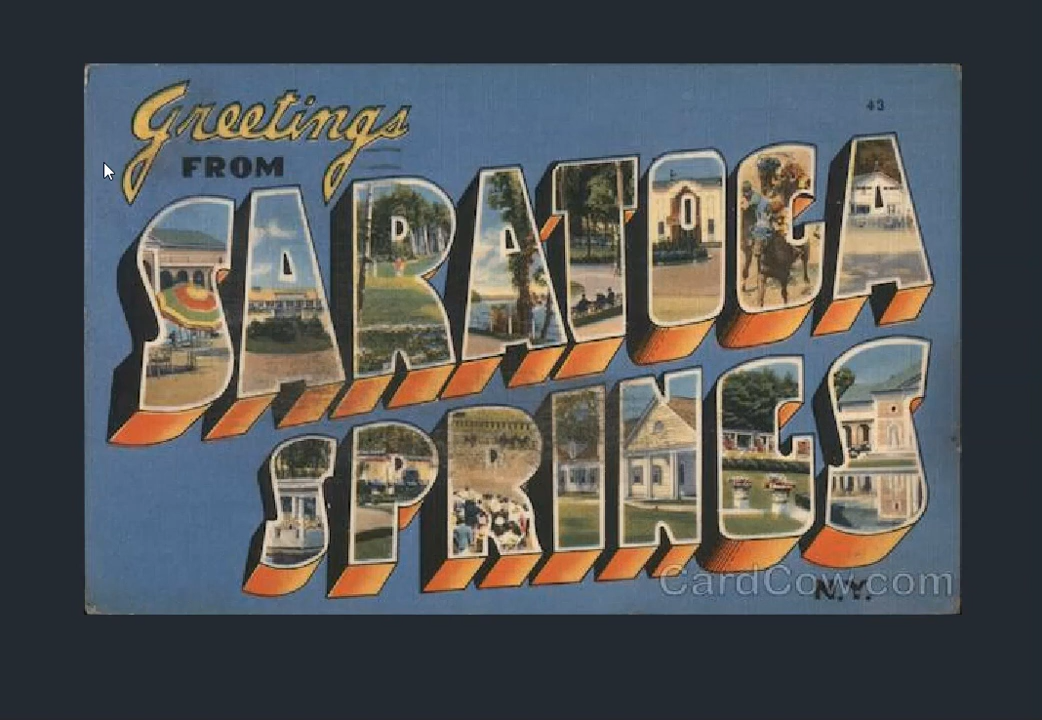 Greetings
43
FROM
SARATOGA
SPRINGS
CardCow.com
N.Y.